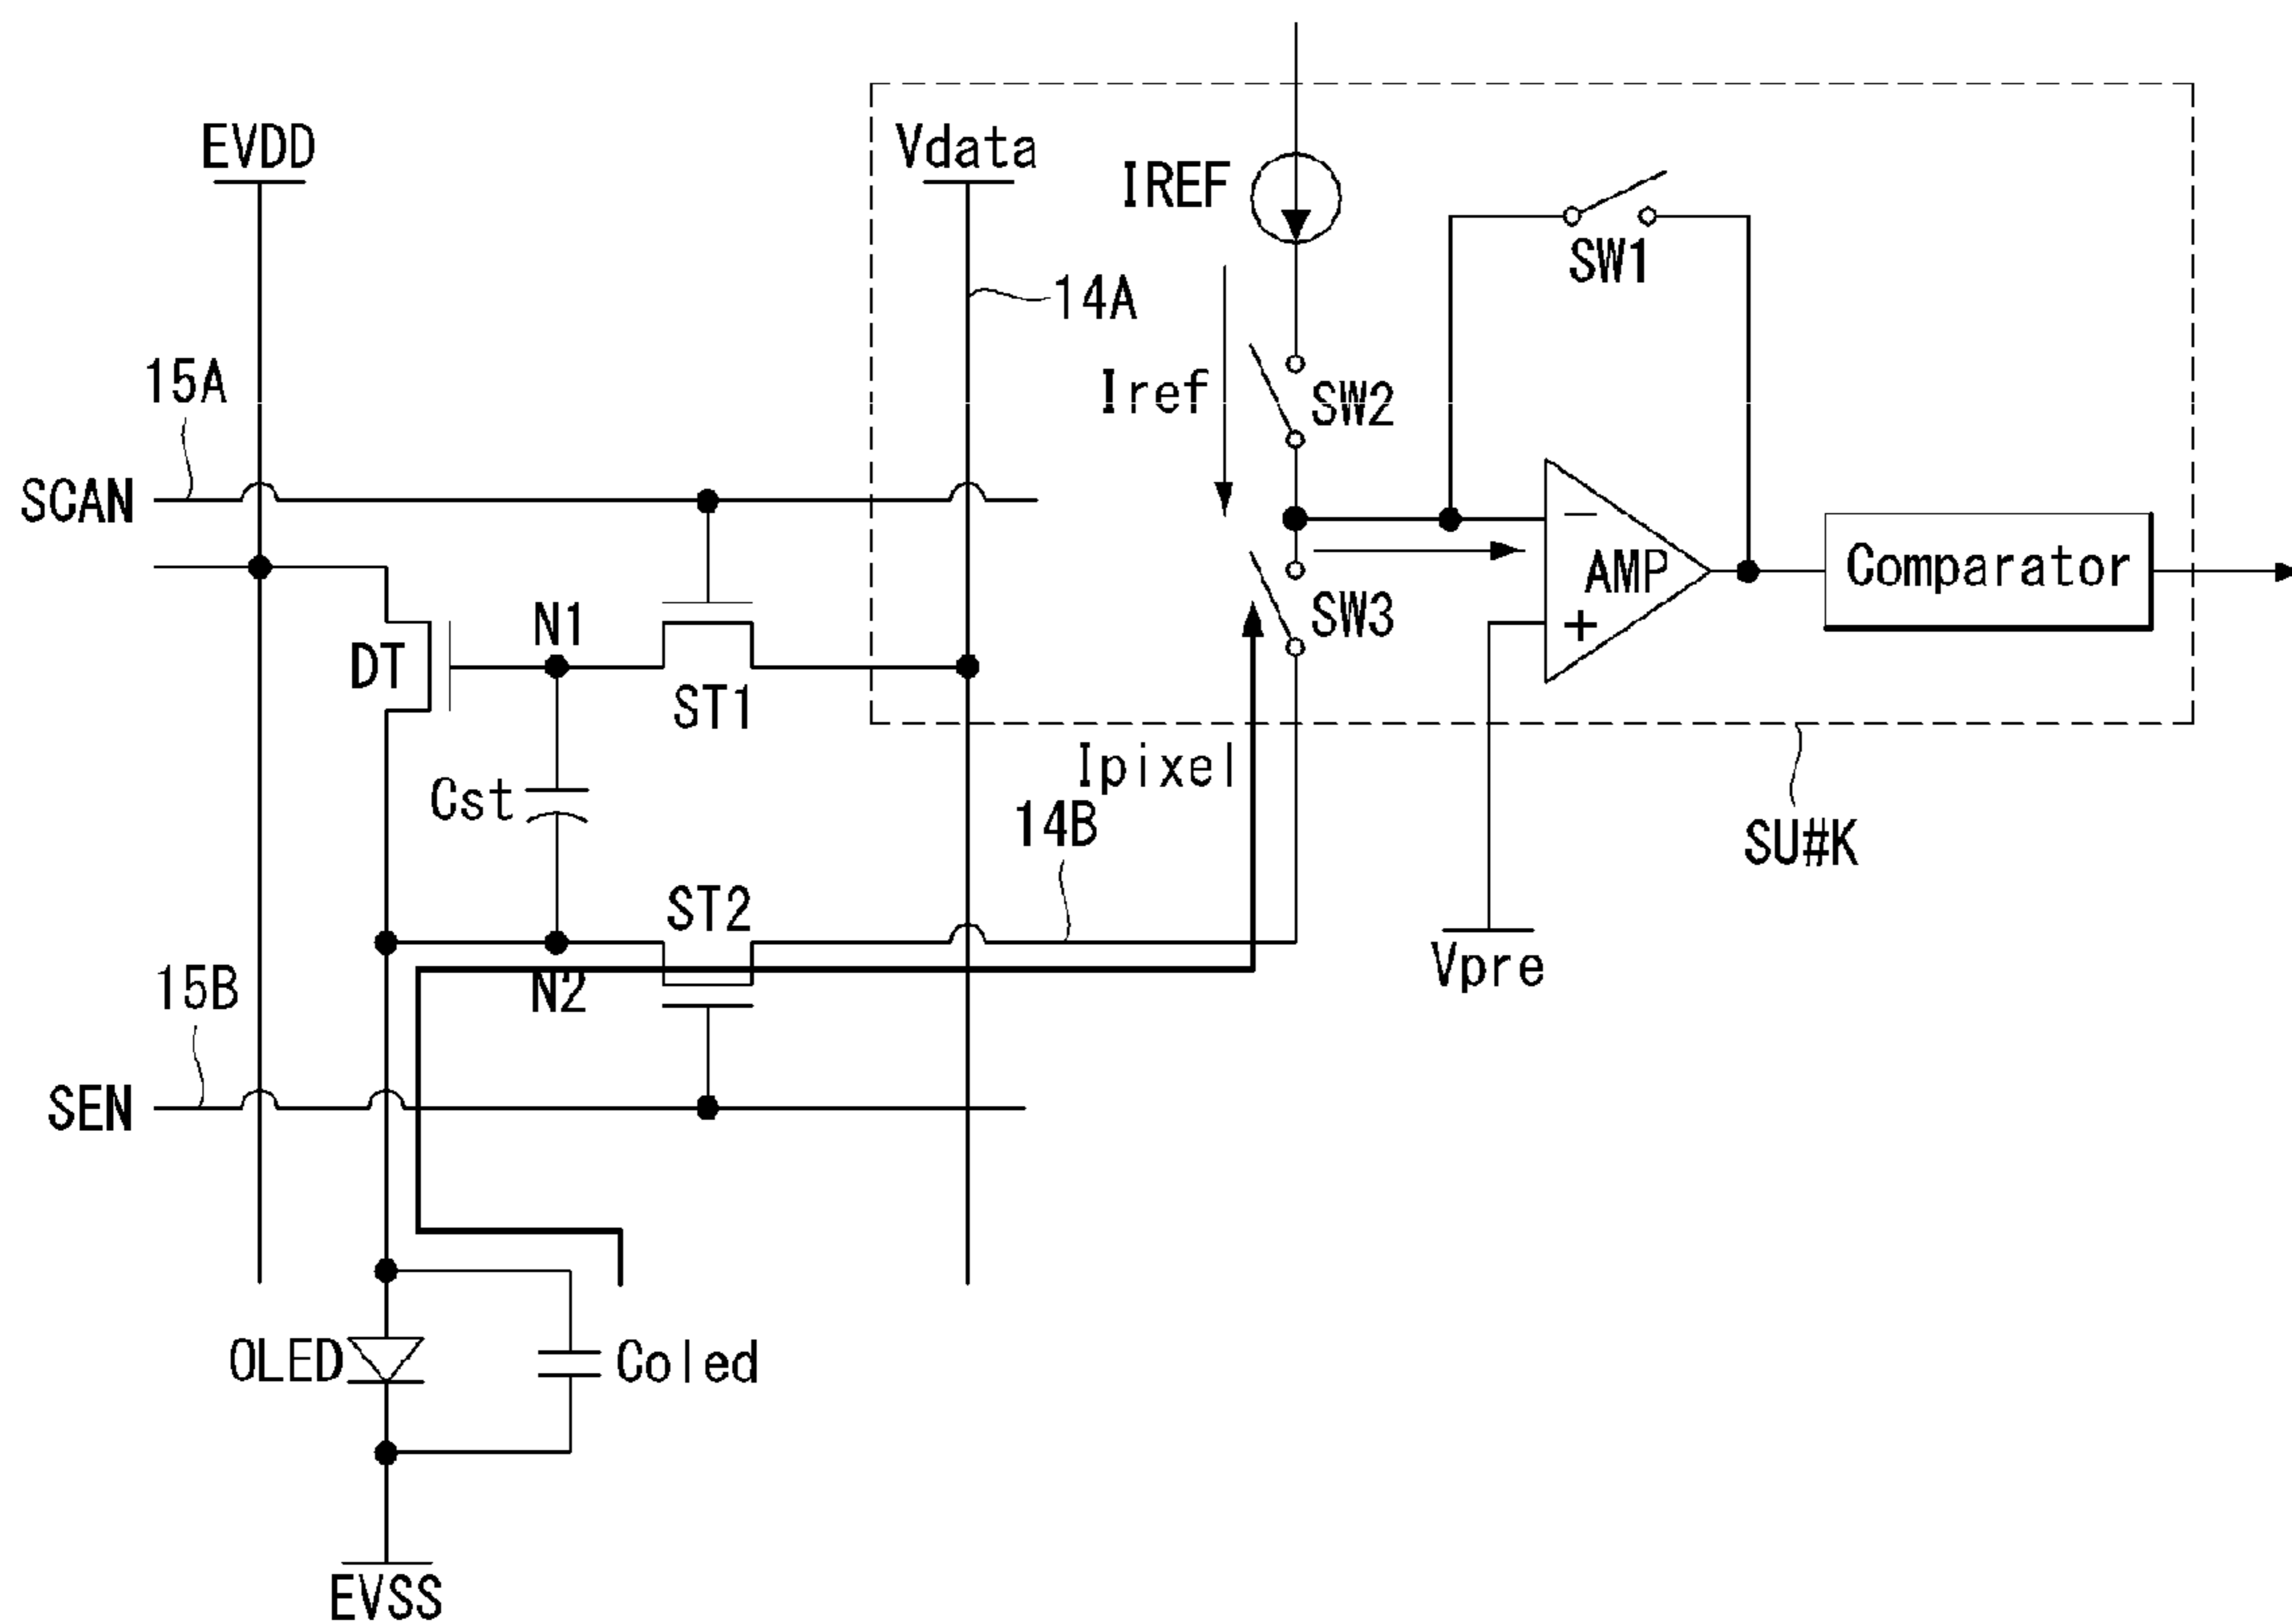 EVDD
Vdata
IREF
SW1
14A
15A
Iref
SW2
SCAN
−
AMP
+
Comparator
N1
SW3
DT
ST1
Ipixel
Cst
14B
SU#K
ST2
Vpre
15B
N2
SEN
OLED
Coled
EVSS